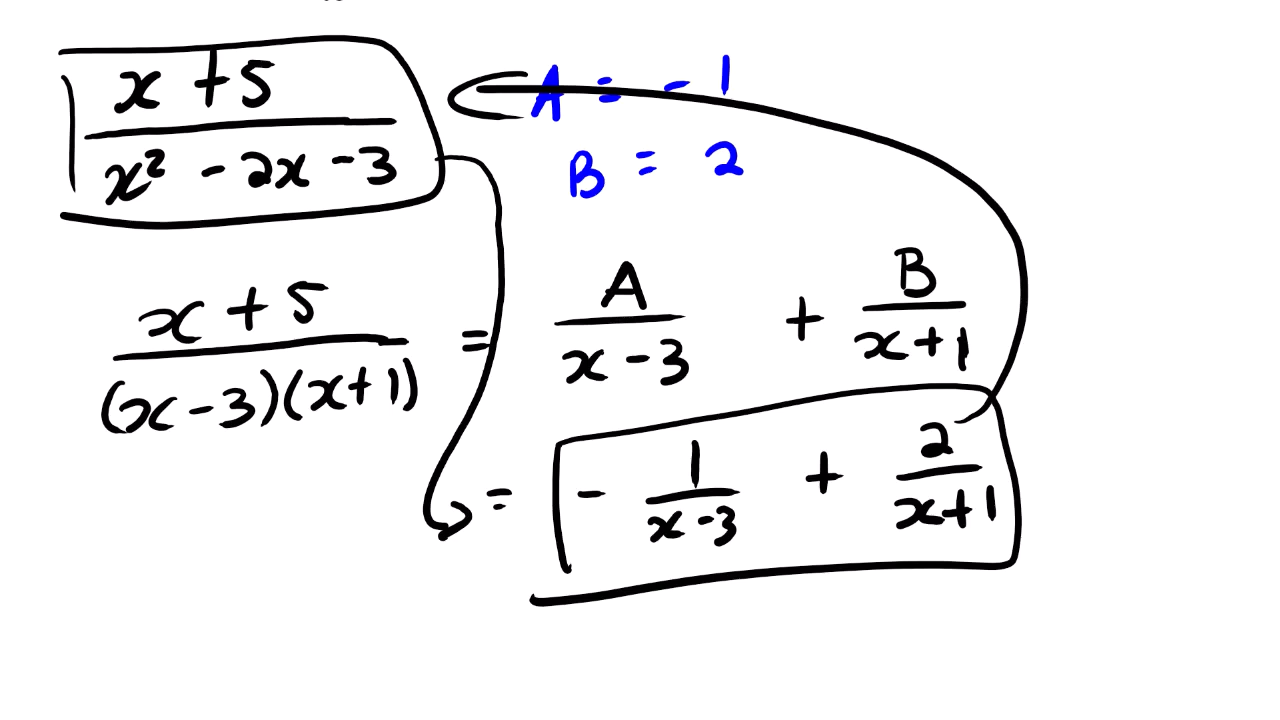 x + 5 / x² - 2x - 3
A = - 1
B = 2
x + 5 / (x - 3)(x + 1) = A / x - 3 + B / x + 1
= - 1 / x - 3 + 2 / x + 1